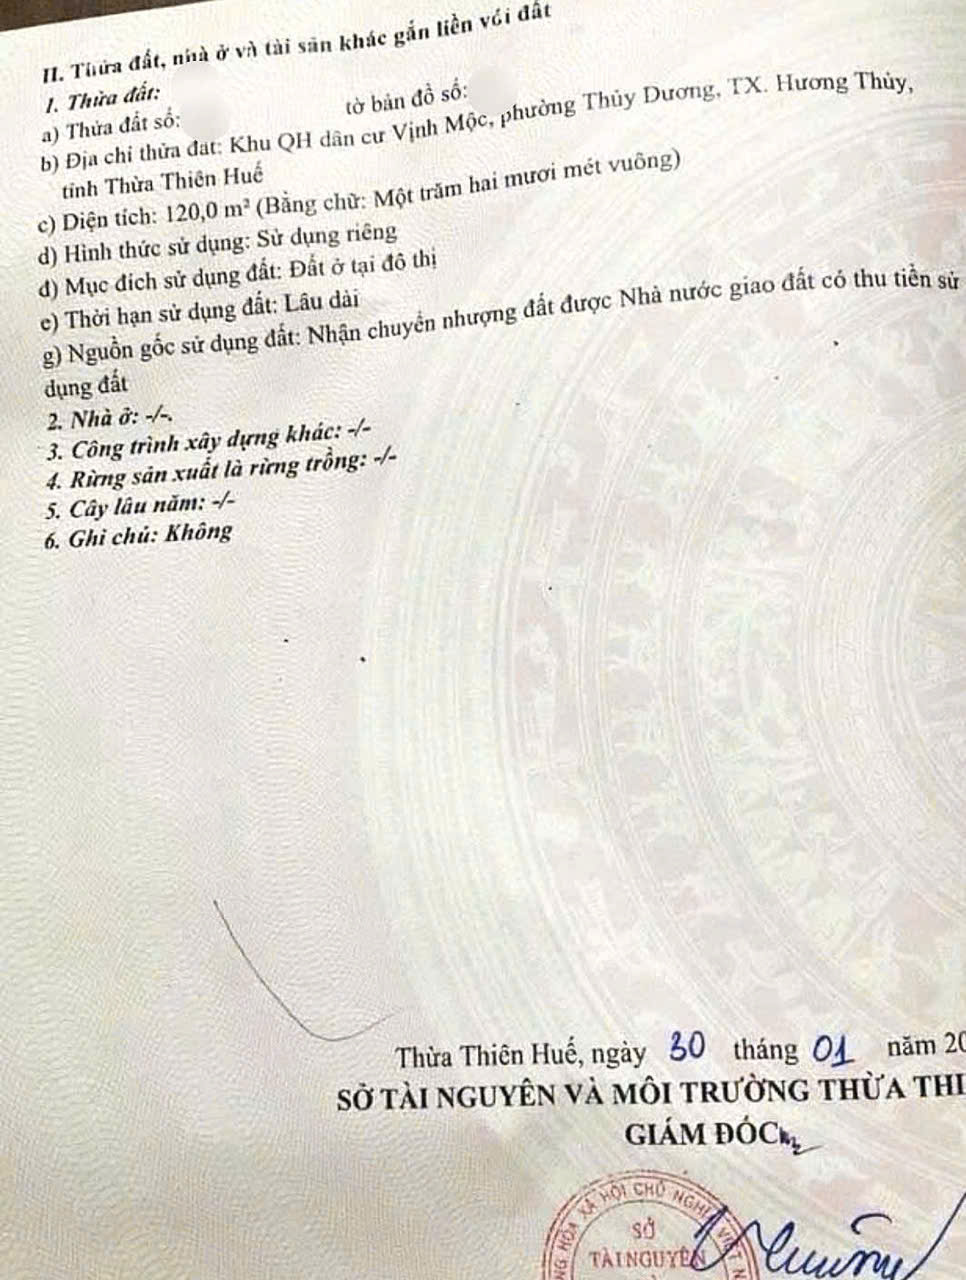 II. Thửa đất, nhà ở và tài sản khác gắn liền với đất
1. Thửa đất:
a) Thửa đất số: tờ bản đồ số:
b) Địa chỉ thửa đất: Khu QH dân cư Vịnh Mộc, phường Thủy Dương, TX. Hương Thủy,
tỉnh Thừa Thiên Huế
c) Diện tích: 120,0 m² (Bằng chữ: Một trăm hai mươi mét vuông)
d) Hình thức sử dụng: Sử dụng riêng
đ) Mục đích sử dụng đất: Đất ở tại đô thị
e) Thời hạn sử dụng đất: Lâu dài
g) Nguồn gốc sử dụng đất: Nhận chuyển nhượng đất được Nhà nước giao đất có thu tiền sử
dụng đất
2. Nhà ở: -/-.
3. Công trình xây dựng khác: -/-
4. Rừng sản xuất là rừng trồng: -/-
5. Cây lâu năm: -/-
6. Ghi chú: Không
Thừa Thiên Huế, ngày 30 tháng 01 năm 20
SỞ TÀI NGUYÊN VÀ MÔI TRƯỜNG THỪA THI
GIÁM ĐỐC
HÒA XÃ HỘI CHỦ NGHĨA VIỆT N
SỞ
TÀI NGUYÊN